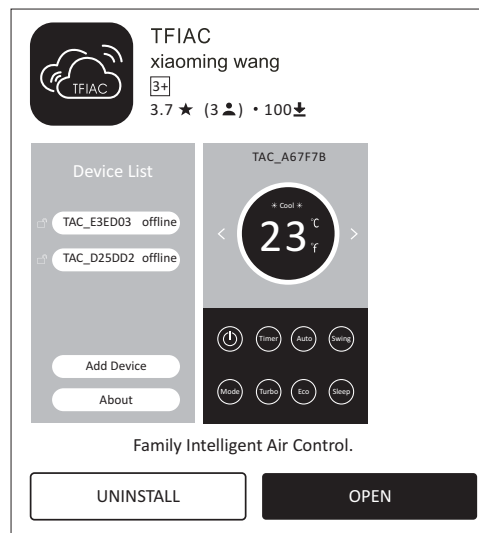 TFIAC
TFIAC
xiaoming wang
3+
3.7 ★ (3) • 100
Device List
TAC_E3ED03 offline
TAC_D25DD2 offline
Add Device
About
TAC_A67F7B
☀ Cool ☀
< 23 °C °f >
Timer Auto Swing
Mode Turbo Eco Sleep
Family Intelligent Air Control.
UNINSTALL OPEN